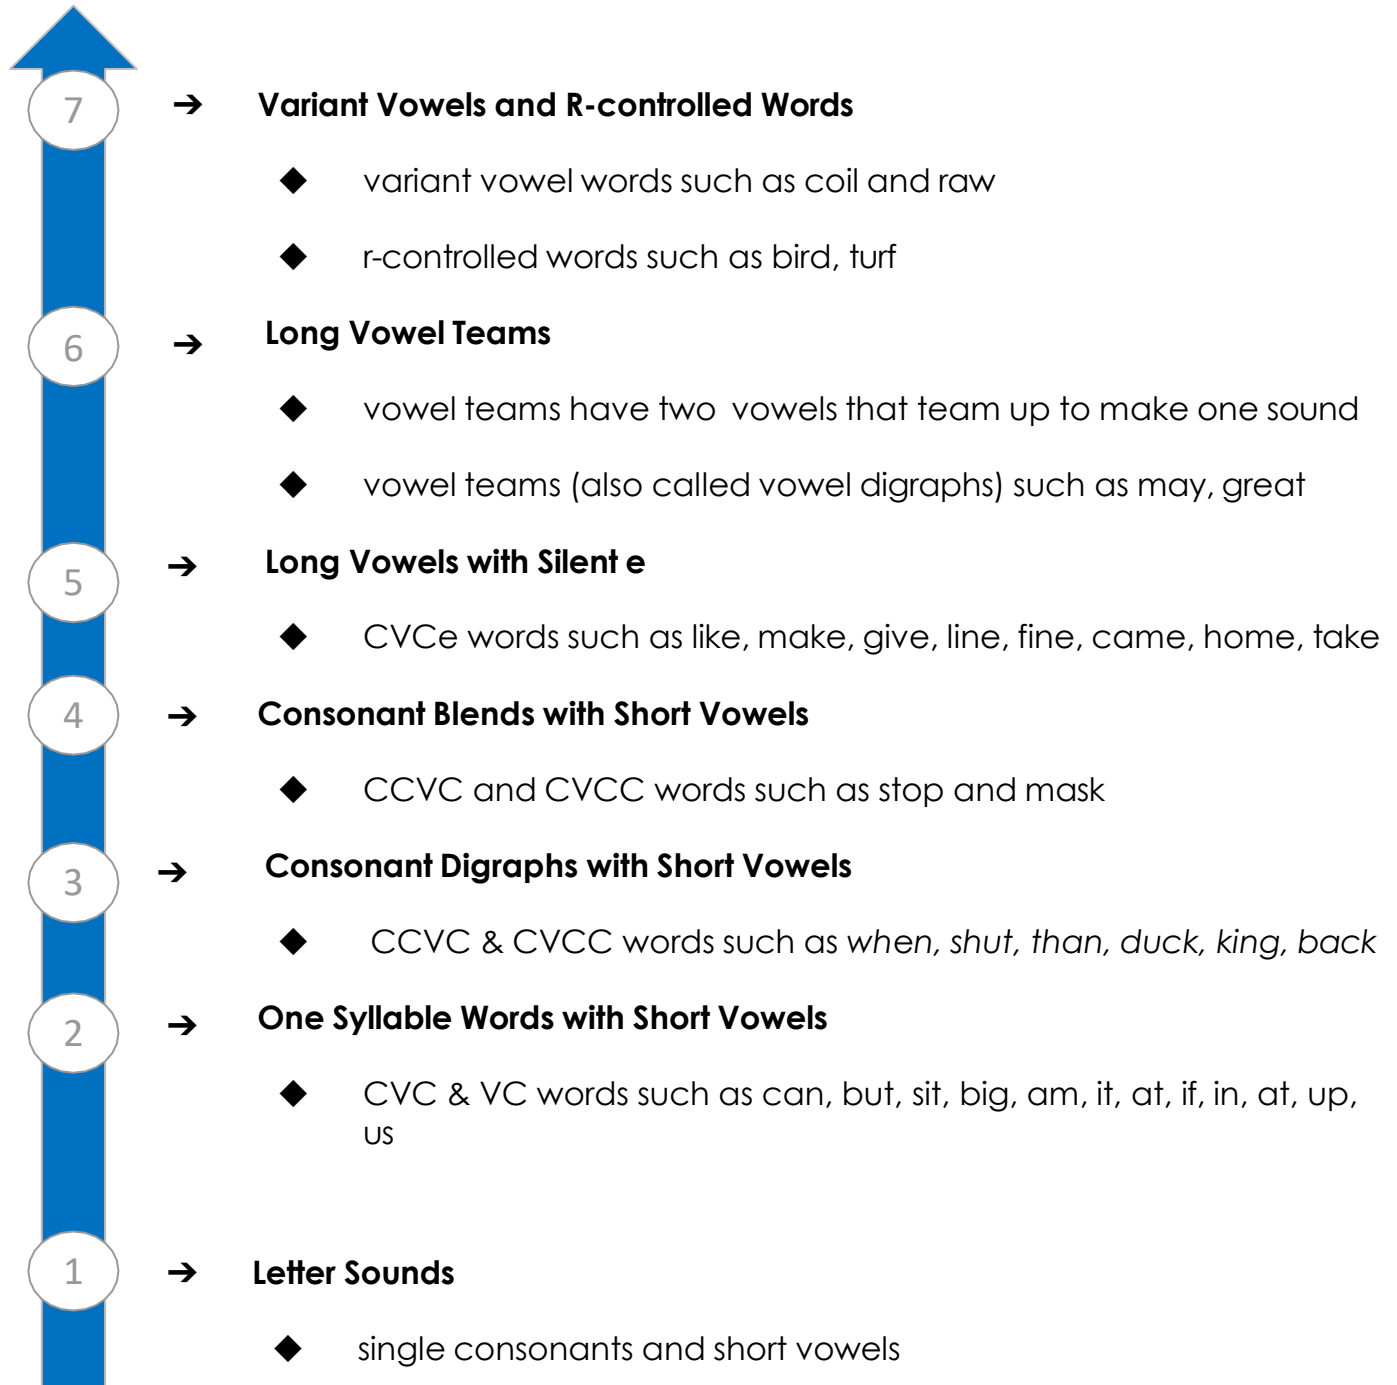 7 ➔ Variant Vowels and R-controlled Words
◆ variant vowel words such as coil and raw
◆ r-controlled words such as bird, turf
6 ➔ Long Vowel Teams
◆ vowel teams have two vowels that team up to make one sound
◆ vowel teams (also called vowel digraphs) such as may, great
5 ➔ Long Vowels with Silent e
◆ CVCe words such as like, make, give, line, fine, came, home, take
4 ➔ Consonant Blends with Short Vowels
◆ CCVC and CVCC words such as stop and mask
3 ➔ Consonant Digraphs with Short Vowels
◆ CCVC & CVCC words such as when, shut, than, duck, king, back
2 ➔ One Syllable Words with Short Vowels
◆ CVC & VC words such as can, but, sit, big, am, it, at, if, in, at, up,
us
1 ➔ Letter Sounds
◆ single consonants and short vowels